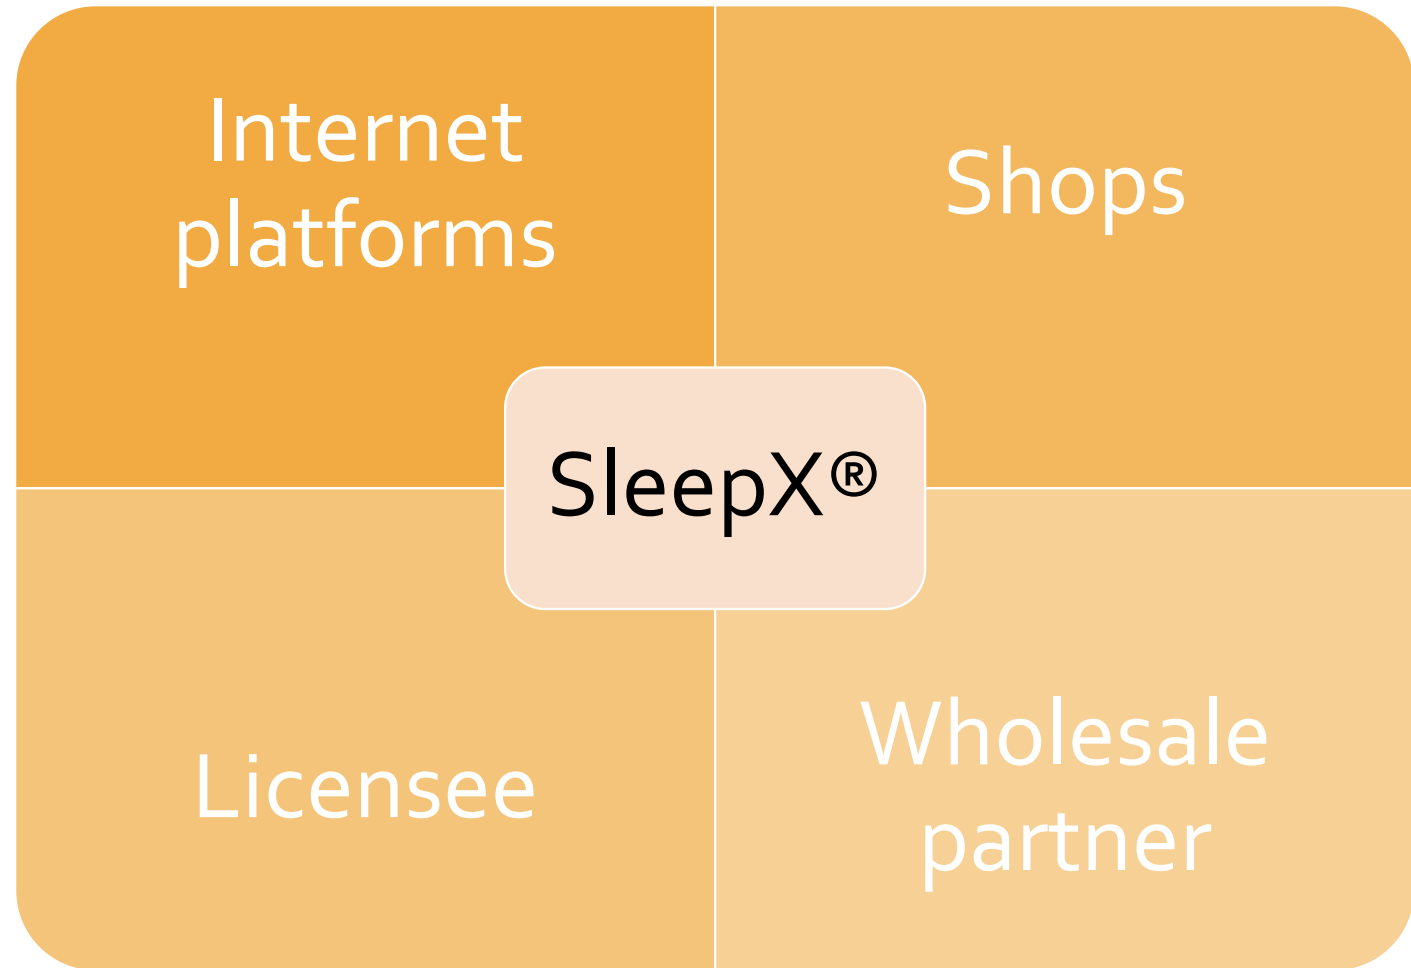 Internet
platforms
Shops
SleepX®
Licensee
Wholesale
partner